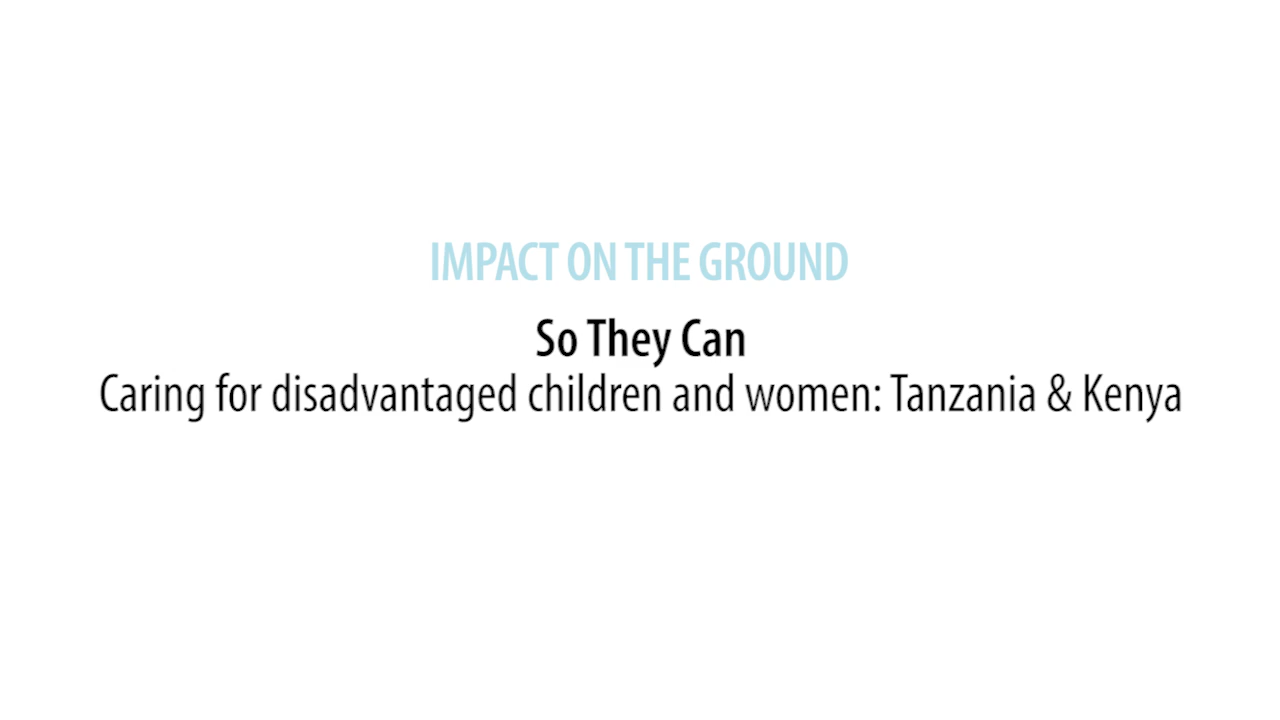 IMPACT ON THE GROUND
So They Can
Caring for disadvantaged children and women: Tanzania & Kenya